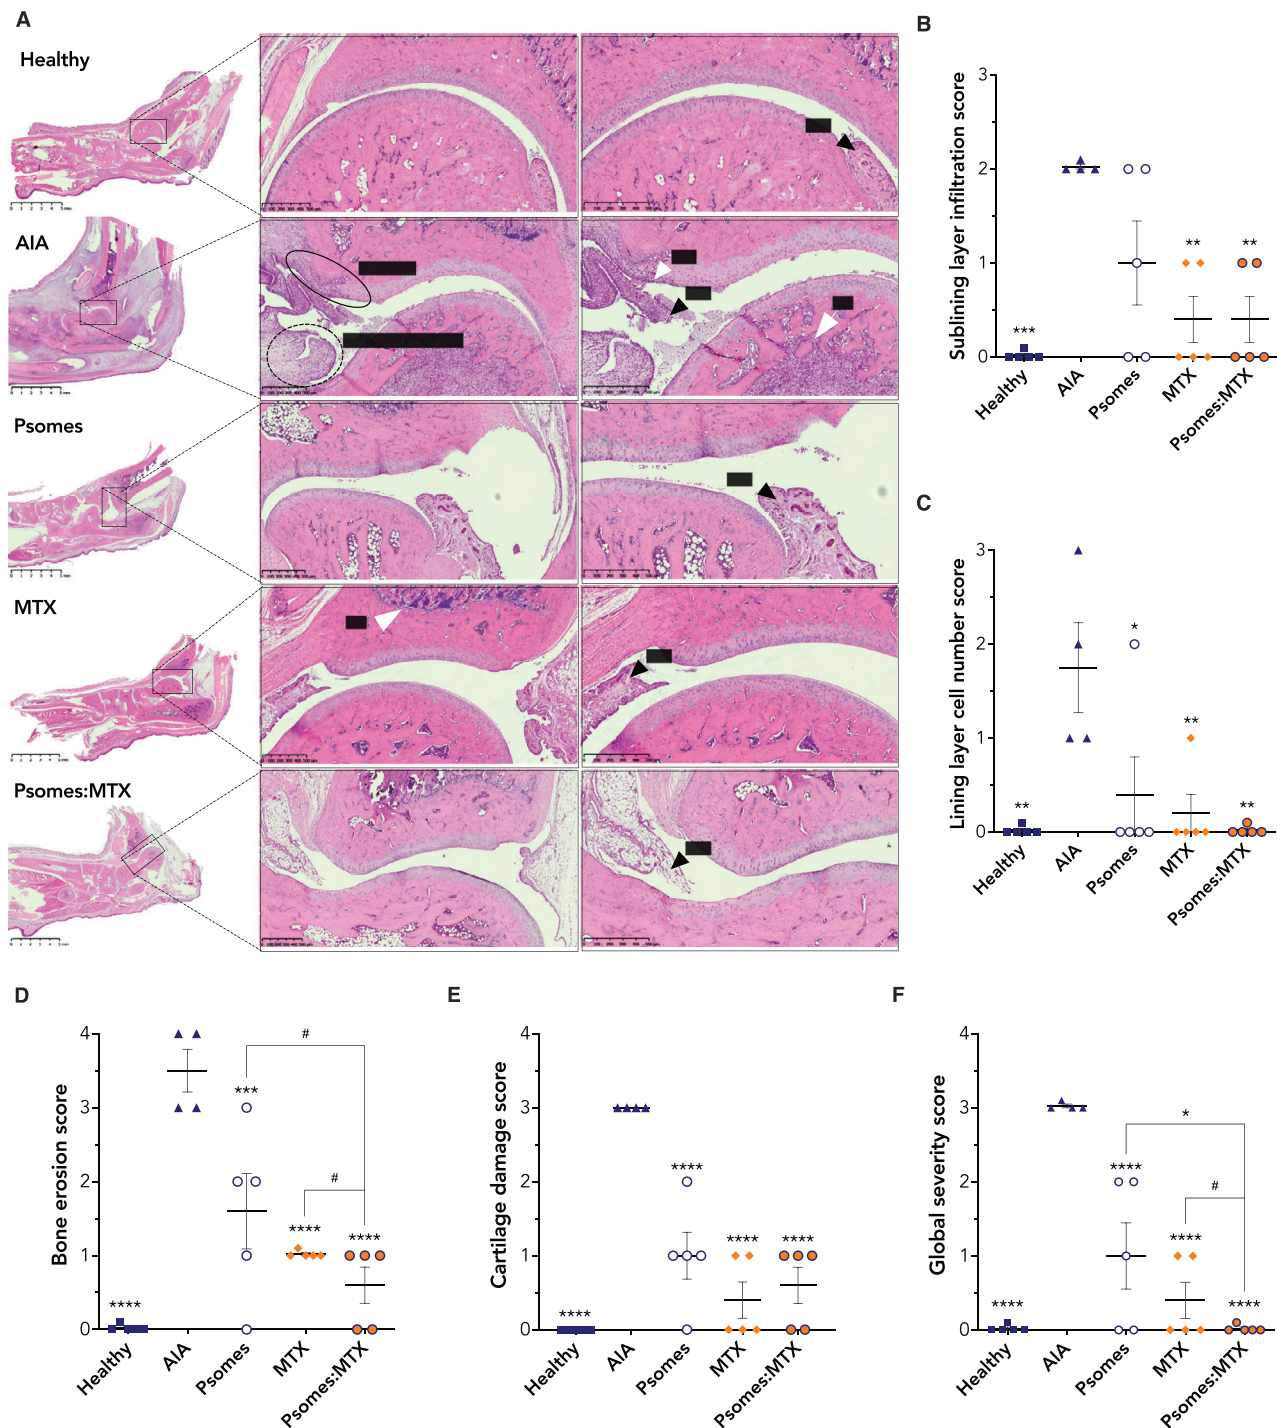 A
Healthy
AIA
Psomes
MTX
Psomes:MTX
B
Sublining layer infiltration score
3
2
1
0
***
**
**
Healthy
AIA
Psomes
MTX
Psomes:MTX
C
Lining layer cell number score
3
2
1
0
**
*
**
**
Healthy
AIA
Psomes
MTX
Psomes:MTX
D
Bone erosion score
4
3
2
1
0
****
***
****
****
#
#
Healthy
AIA
Psomes
MTX
Psomes:MTX
E
Cartilage damage score
4
3
2
1
0
****
****
****
****
Healthy
AIA
Psomes
MTX
Psomes:MTX
F
Global severity score
4
3
2
1
0
****
****
****
****
*
#
Healthy
AIA
Psomes
MTX
Psomes:MTX